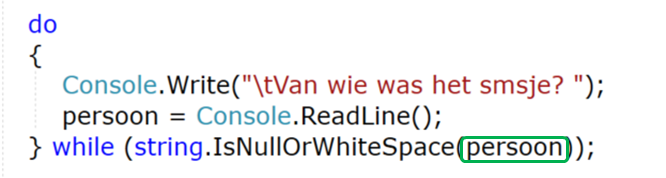 do
{
Console.Write("\tVan wie was het smsje? ");
persoon = Console.ReadLine();
} while (string.IsNullOrWhiteSpace(persoon));